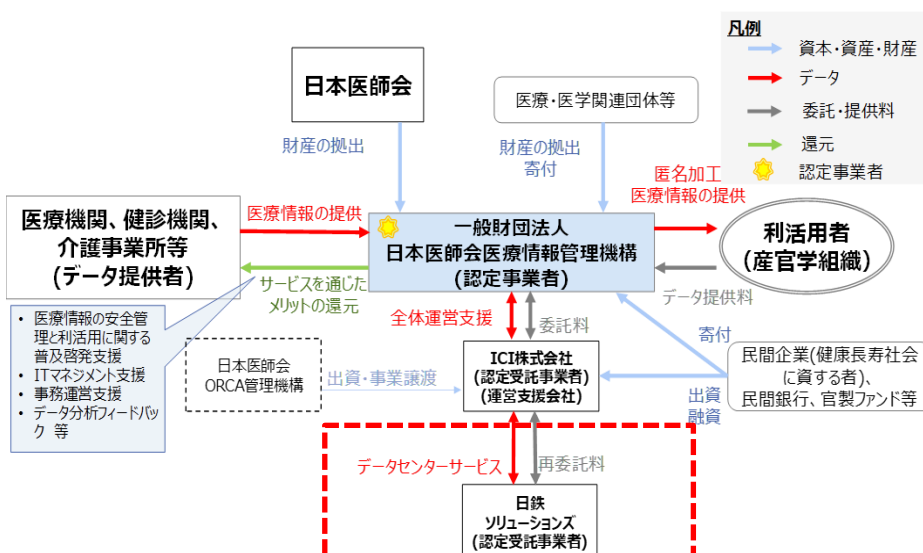 凡例
資本・資産・財産
データ
委託・提供料
還元
認定事業者
日本医師会
医療・医学関連団体等
財産の拠出
財産の拠出
寄付
匿名加工
医療情報の提供
医療機関、健診機関、
介護事業所等
(データ提供者)
医療情報の提供
一般財団法人
日本医師会医療情報管理機構
(認定事業者)
利活用者
(産官学組織)
サービスを通じた
メリットの還元
データ提供料
• 医療情報の安全管
理と利活用に関する
普及啓発支援
• ITマネジメント支援
• 事務運営支援
• データ分析フィードバッ
ク 等
全体運営支援
委託料
寄付
日本医師会
ORCA管理機構
出資・事業譲渡
ICI株式会社
(認定受託事業者)
(運営支援会社)
出資
融資
民間企業(健康長寿社会
に資する者)、
民間銀行、官製ファンド等
データセンターサービス
再委託料
日鉄
ソリューションズ
(認定受託事業者)